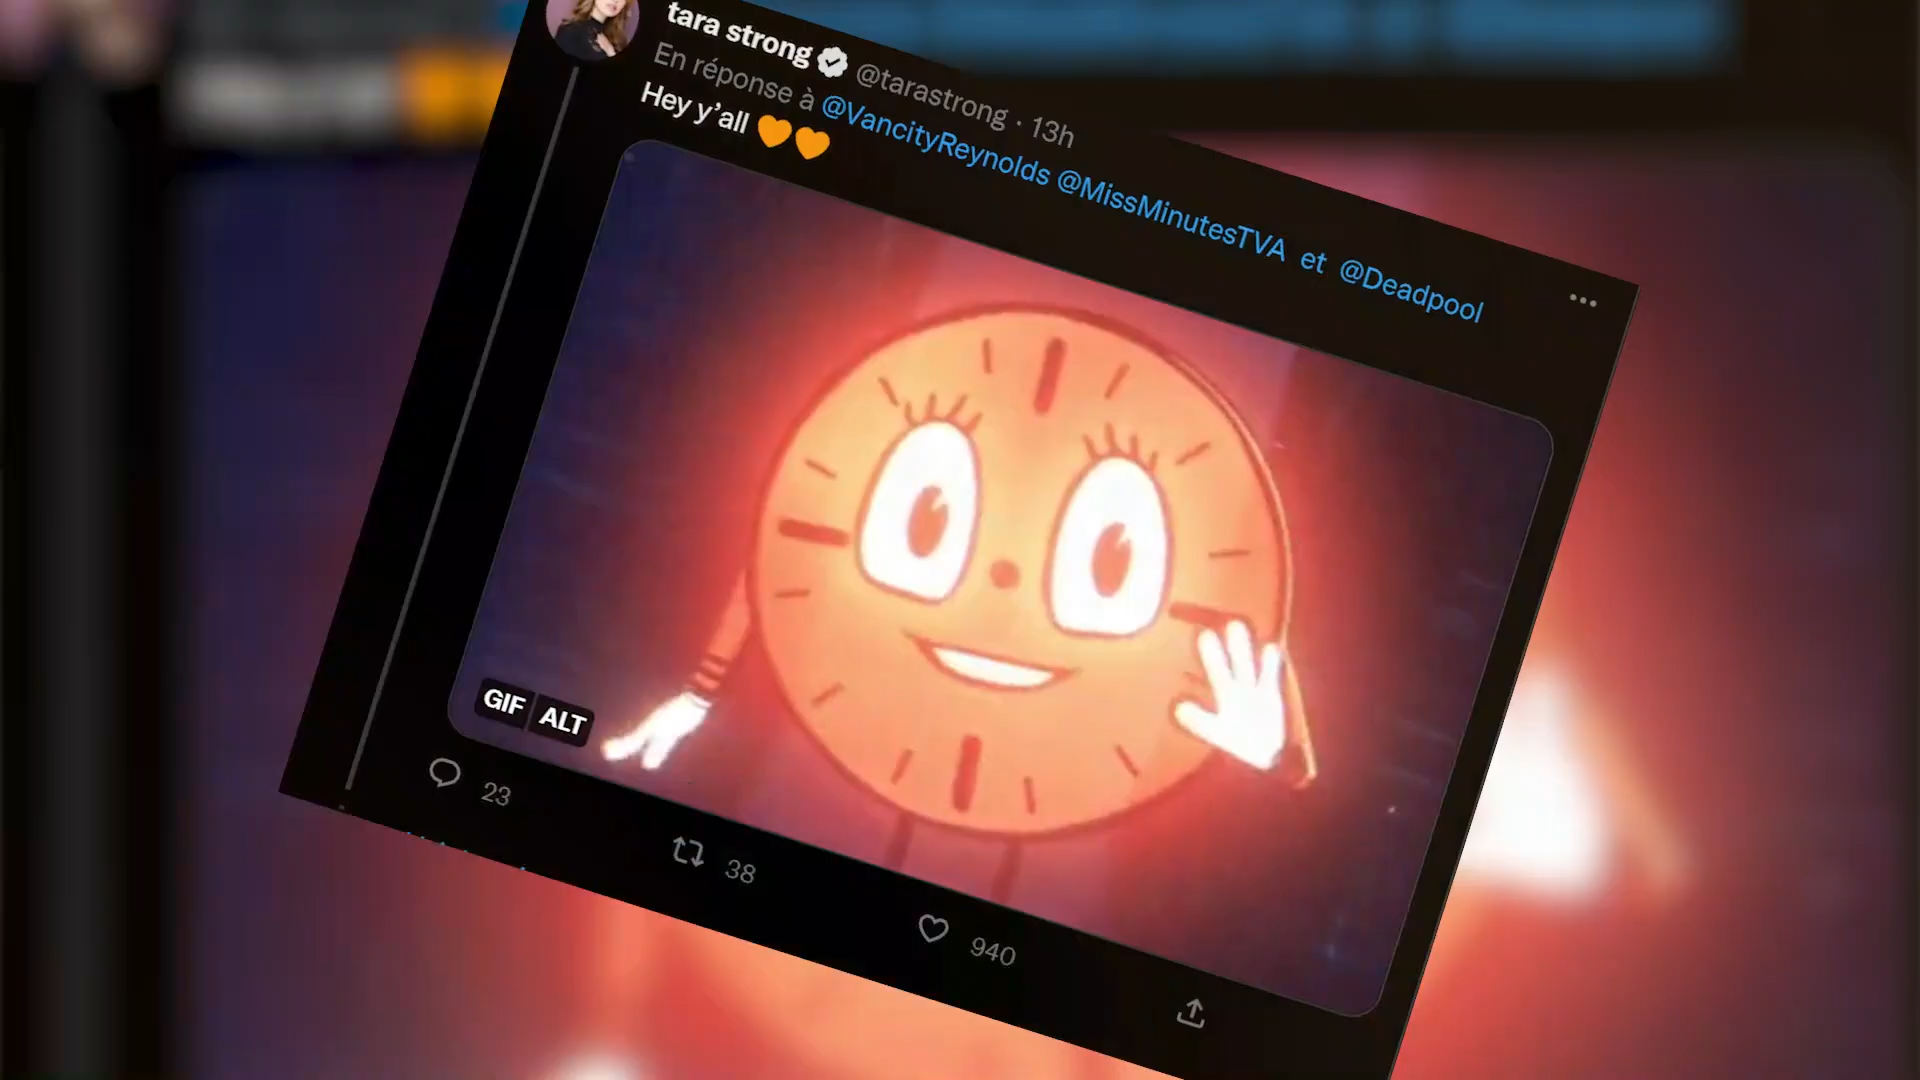 tara strong @tarastrong · 13h
En réponse à @VancityReynolds @MissMinutesTVA et @Deadpool
Hey y’all 🧡🧡
GIF ALT
23 38 940